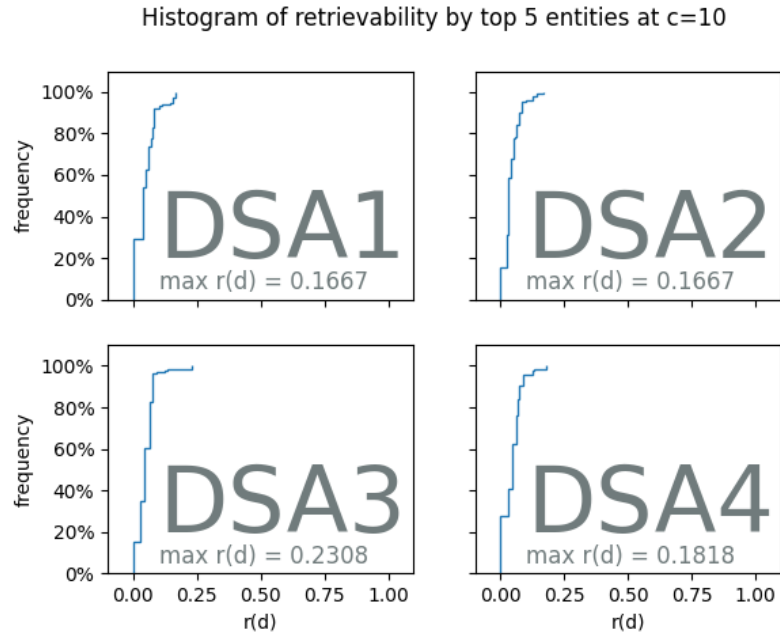 Histogram of retrievability by top 5 entities at c=10
100%
80%
60%
40%
20%
0%
frequency
DSA1
max r(d) = 0.1667
DSA2
max r(d) = 0.1667
100%
80%
60%
40%
20%
0%
frequency
DSA3
max r(d) = 0.2308
DSA4
max r(d) = 0.1818
0.00 0.25 0.50 0.75 1.00
r(d)
0.00 0.25 0.50 0.75 1.00
r(d)